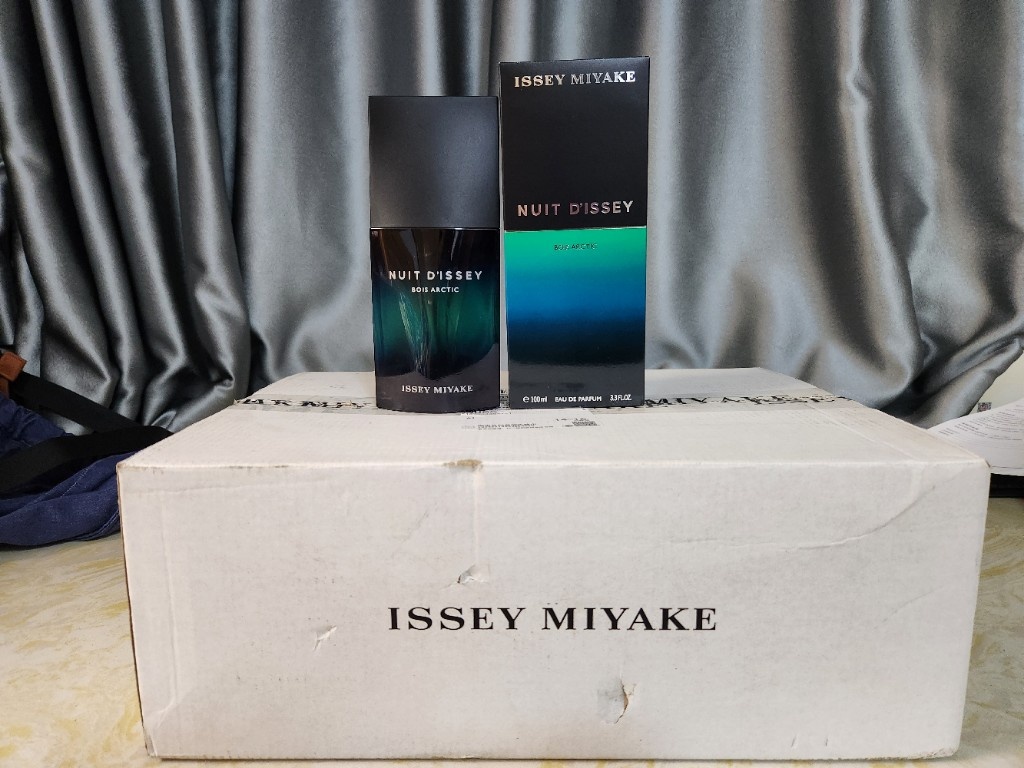 ISSEY MIYAKE
NUIT D'ISSEY
BOIS ARCTIC
e 100 ml EAU DE PARFUM 3.3 FL.OZ.
NUIT D'ISSEY
BOIS ARCTIC
ISSEY MIYAKE
MIYAKE
ISSEY MIYAKE